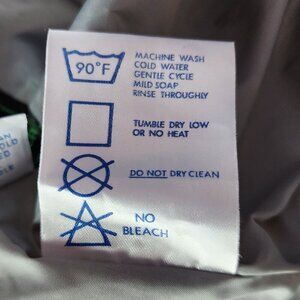 90°F
MACHINE WASH
COLD WATER
GENTLE CYCLE
MILD SOAP
RINSE THOROUGHLY
TUMBLE DRY LOW
OR NO HEAT
DO NOT DRY CLEAN
NO
BLEACH